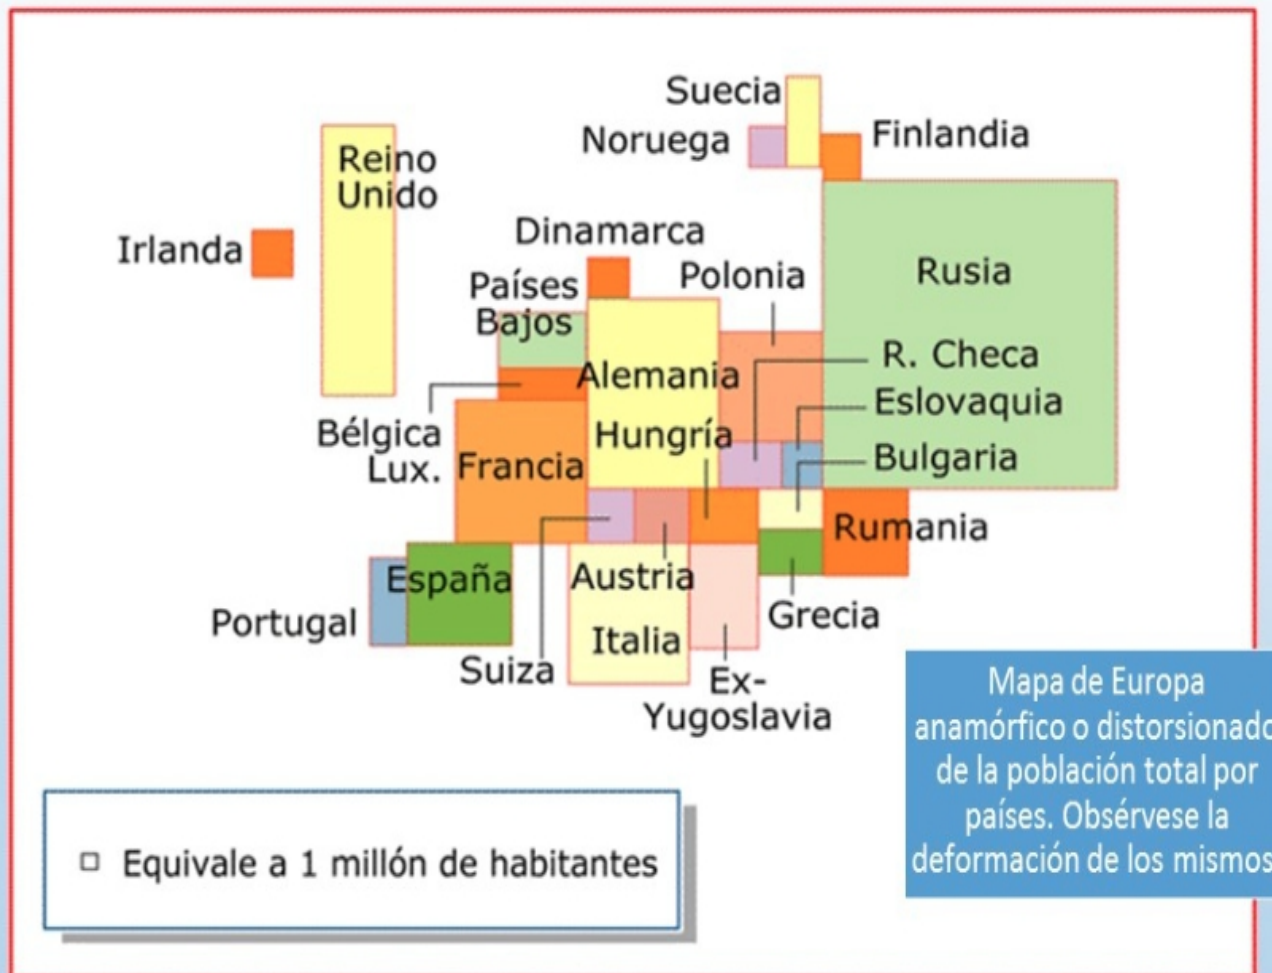 Suecia
Noruega
Finlandia
Reino
Unido
Irlanda
Dinamarca
Países
Bajos
Polonia
Rusia
R. Checa
Alemania
Eslovaquia
Bélgica
Lux.
Hungría
Francia
Bulgaria
Rumania
España
Austria
Portugal
Grecia
Italia
Suiza
Ex-
Yugoslavia
Mapa de Europa
anamórfico o distorsionado
de la población total por
países. Obsérvese la
deformación de los mismos
Equivale a 1 millón de habitantes